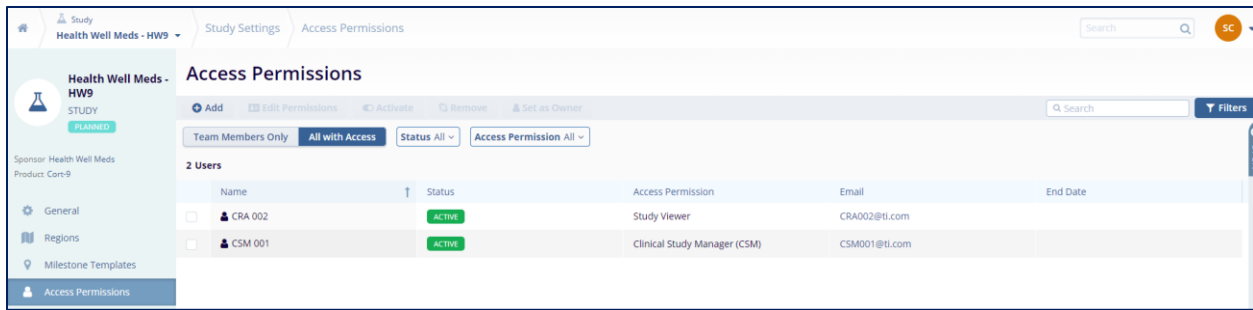 Study
Health Well Meds - HW9
Study Settings
Access Permissions
Search
SC
Health Well Meds -
HW9
STUDY
PLANNED
Sponsor Health Well Meds
Product Cort-9
General
Regions
Milestone Templates
Access Permissions
Access Permissions
Add Edit Permissions Activate Remove Set as Owner
Search
Filters
Team Members Only All with Access Status All Access Permission All
2 Users
Name Status Access Permission Email End Date
CRA 002 ACTIVE Study Viewer CRA002@ti.com
CSM 001 ACTIVE Clinical Study Manager (CSM) CSM001@ti.com